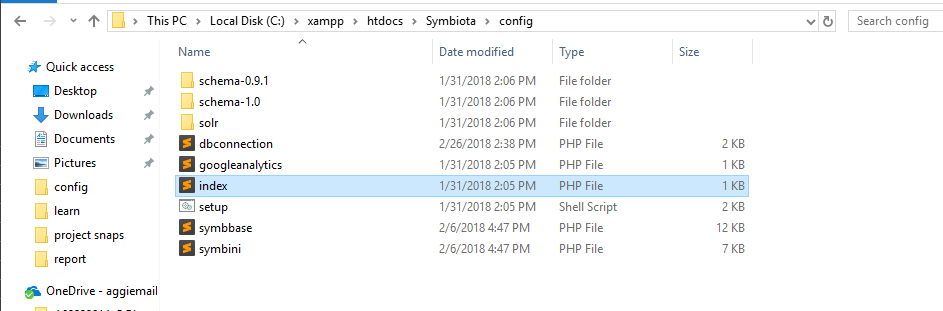 This PC > Local Disk (C:) > xampp > htdocs > Symbiota > config Search config
Name Date modified Type Size
Quick access
Desktop
Downloads
Documents
Pictures
config
learn
project snaps
report
OneDrive - aggiemail
schema-0.9.1 1/31/2018 2:06 PM File folder
schema-1.0 1/31/2018 2:06 PM File folder
solr 1/31/2018 2:06 PM File folder
dbconnection 2/26/2018 2:38 PM PHP File 2 KB
googleanalytics 1/31/2018 2:05 PM PHP File 1 KB
index 1/31/2018 2:05 PM PHP File 1 KB
setup 1/31/2018 2:05 PM Shell Script 2 KB
symbbase 2/6/2018 4:47 PM PHP File 12 KB
symbini 2/6/2018 4:47 PM PHP File 7 KB